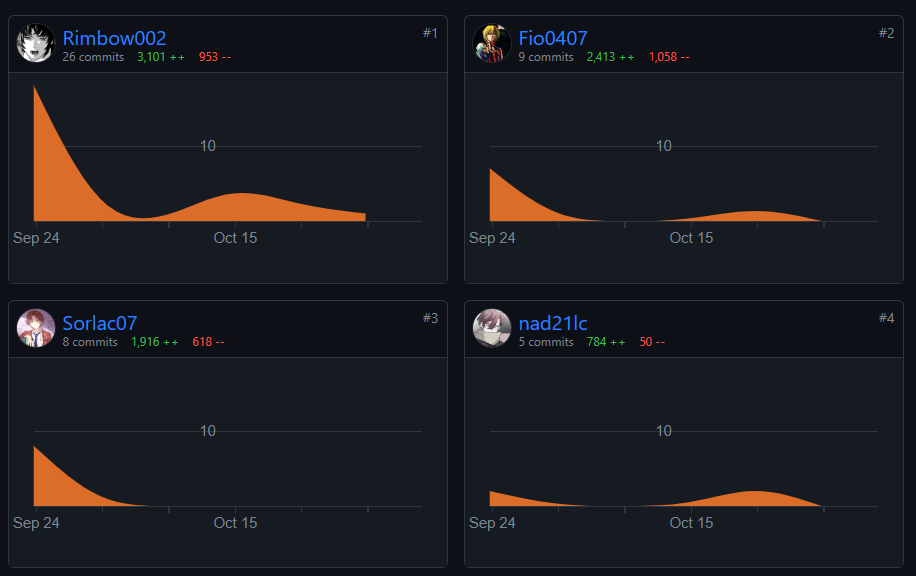 Rimbow002 #1
26 commits 3,101 ++ 953 --
10
Sep 24 Oct 15
Fio0407 #2
9 commits 2,413 ++ 1,058 --
10
Sep 24 Oct 15
Sorlac07 #3
8 commits 1,916 ++ 618 --
10
Sep 24 Oct 15
nad21lc #4
5 commits 784 ++ 50 --
10
Sep 24 Oct 15